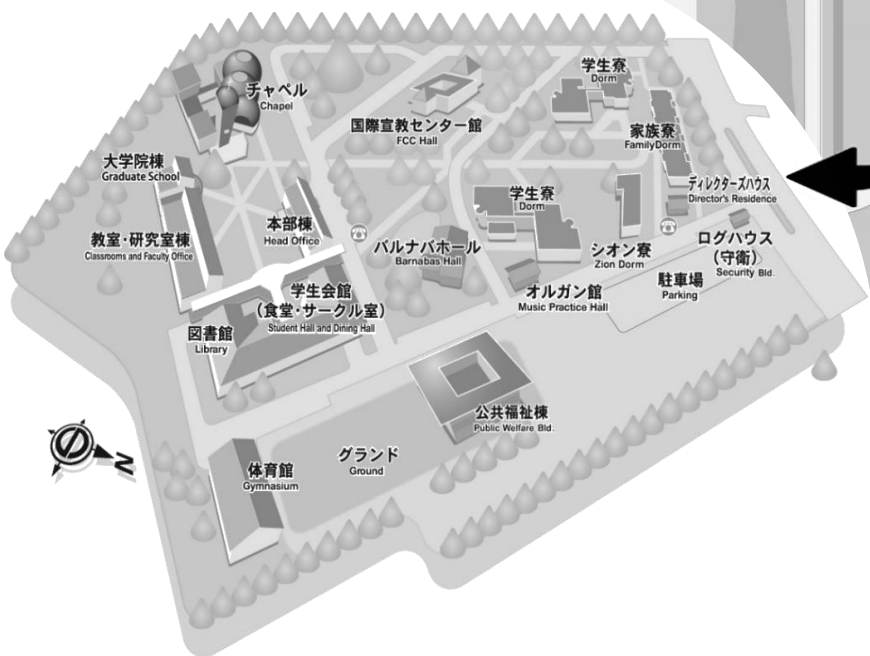 チャペル
Chapel
国際宣教センター館
FCC Hall
学生寮
Dorm
家族寮
FamilyDorm
大学院棟
Graduate School
ディレクターズハウス
Director's Residence
学生寮
Dorm
本部棟
Head Office
教室・研究室棟
Classrooms and Faculty Office
バルナバホール
Barnabas Hall
シオン寮
Zion Dorm
ログハウス
(守衛)
Security Bld.
駐車場
Parking
オルガン館
Music Practice Hall
学生会館
(食堂・サークル室)
Student Hall and Dining Hall
図書館
Library
公共福祉棟
Public Welfare Bld.
グランド
Ground
体育館
Gymnasium
N